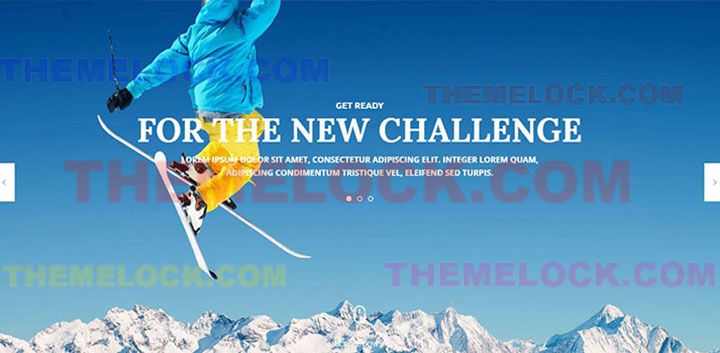 THEMELOCK.COM
THEMELOCK.COM
GET READY
FOR THE NEW CHALLENGE
LOREM IPSUM DOLOR SIT AMET, CONSECTETUR ADIPISCING ELIT. INTEGER LOREM QUAM,
ADIPISCING CONDIMENTUM TRISTIQUE VEL, ELEIFEND SED TURPIS.
THEMELOCK.COM
THEMELOCK.COM
THEMELOCK.COM